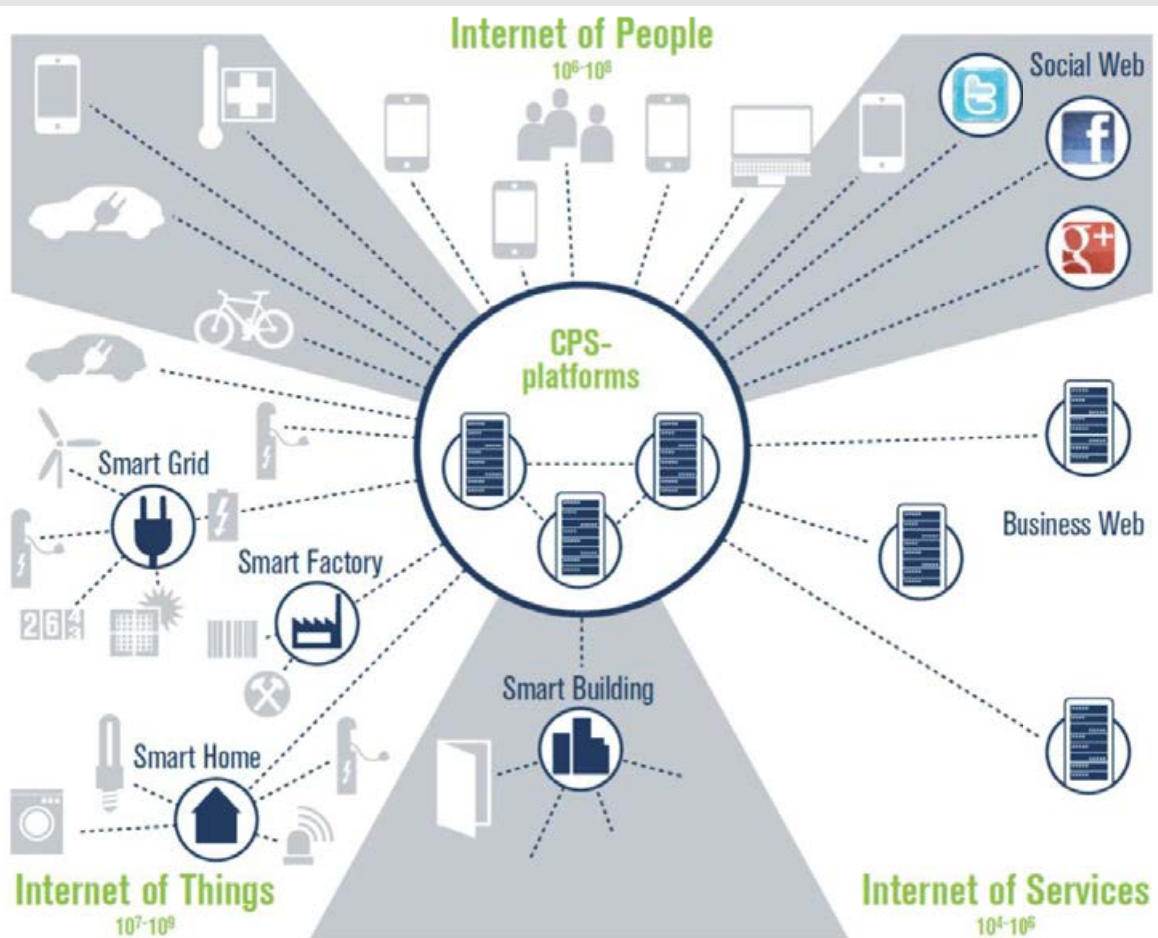 Internet of People
10⁶-10⁸
Social Web
t
f
g+
CPS-
platforms
Smart Grid
Smart Factory
Business Web
263
Smart Building
Smart Home
Internet of Things
10⁷-10⁹
Internet of Services
10⁴-10⁶